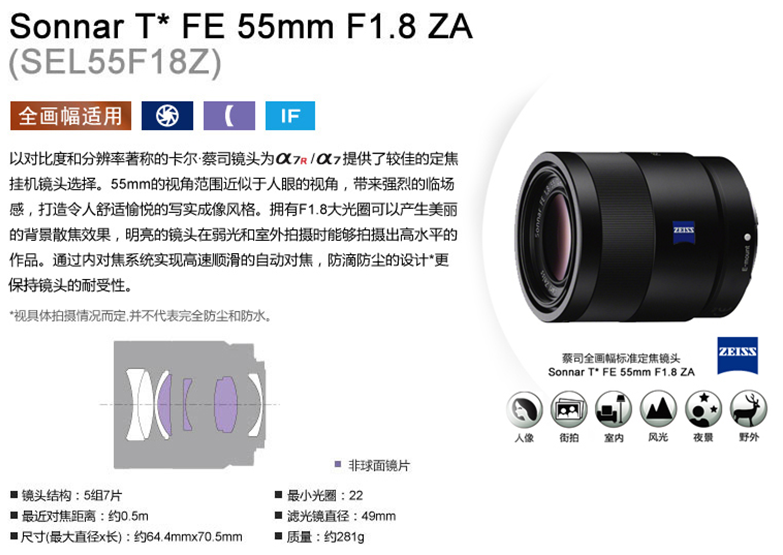 Sonnar T* FE 55mm F1.8 ZA
(SEL55F18Z)
全画幅适用
IF
以对比度和分辨率著称的卡尔·蔡司镜头为α7R/α7提供了较佳的定焦
挂机镜头选择。55mm的视角范围近似于人眼的视角，带来强烈的临场
感，打造令人舒适愉悦的写实成像风格。拥有F1.8大光圈可以产生美丽
的背景散焦效果，明亮的镜头在弱光和室外拍摄时能够拍摄出高水平的
作品。通过内对焦系统实现高速顺滑的自动对焦，防滴防尘的设计*更
保持镜头的耐受性。
*视具体拍摄情况而定,并不代表完全防尘和防水。
ZEISS
E-mount
蔡司全画幅标准定焦镜头
Sonnar T* FE 55mm F1.8 ZA
ZEISS
人像 街拍 室内 风光 夜景 野外
非球面镜片
镜头结构：5组7片
最小光圈：22
最近对焦距离：约0.5m
滤光镜直径：49mm
尺寸(最大直径x长)：约64.4mmx70.5mm
质量：约281g